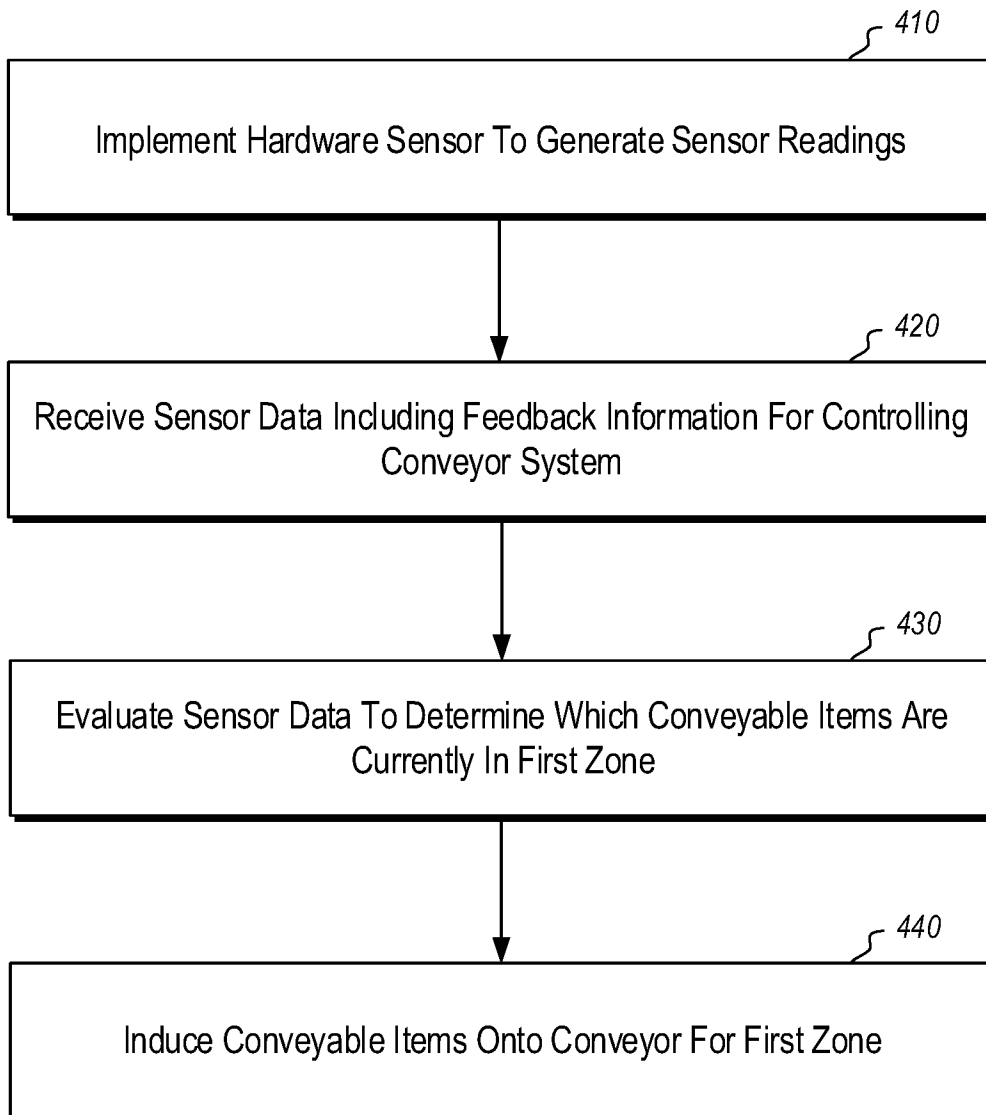 410
Implement Hardware Sensor To Generate Sensor Readings
420
Receive Sensor Data Including Feedback Information For Controlling
Conveyor System
430
Evaluate Sensor Data To Determine Which Conveyable Items Are
Currently In First Zone
440
Induce Conveyable Items Onto Conveyor For First Zone